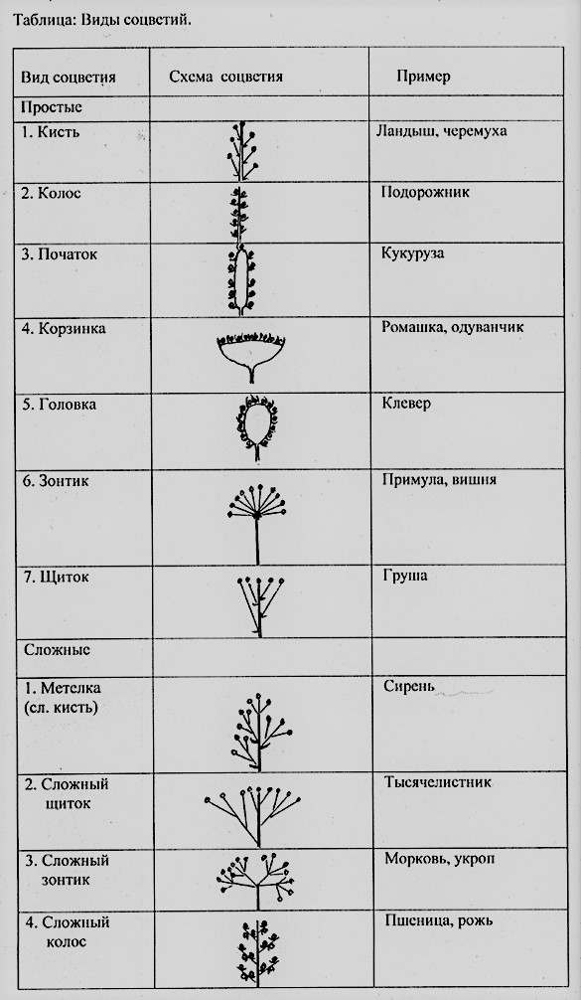 Таблица: Виды соцветий.
Вид соцветия Схема соцветия Пример
Простые
1. Кисть Ландыш, черемуха
2. Колос Подорожник
3. Початок Кукуруза
4. Корзинка Ромашка, одуванчик
5. Головка Клевер
6. Зонтик Примула, вишня
7. Щиток Груша
Сложные
1. Метелка Сирень
(сл. кисть)
2. Сложный Тысячелистник
щиток
3. Сложный Морковь, укроп
зонтик
4. Сложный Пшеница, рожь
колос